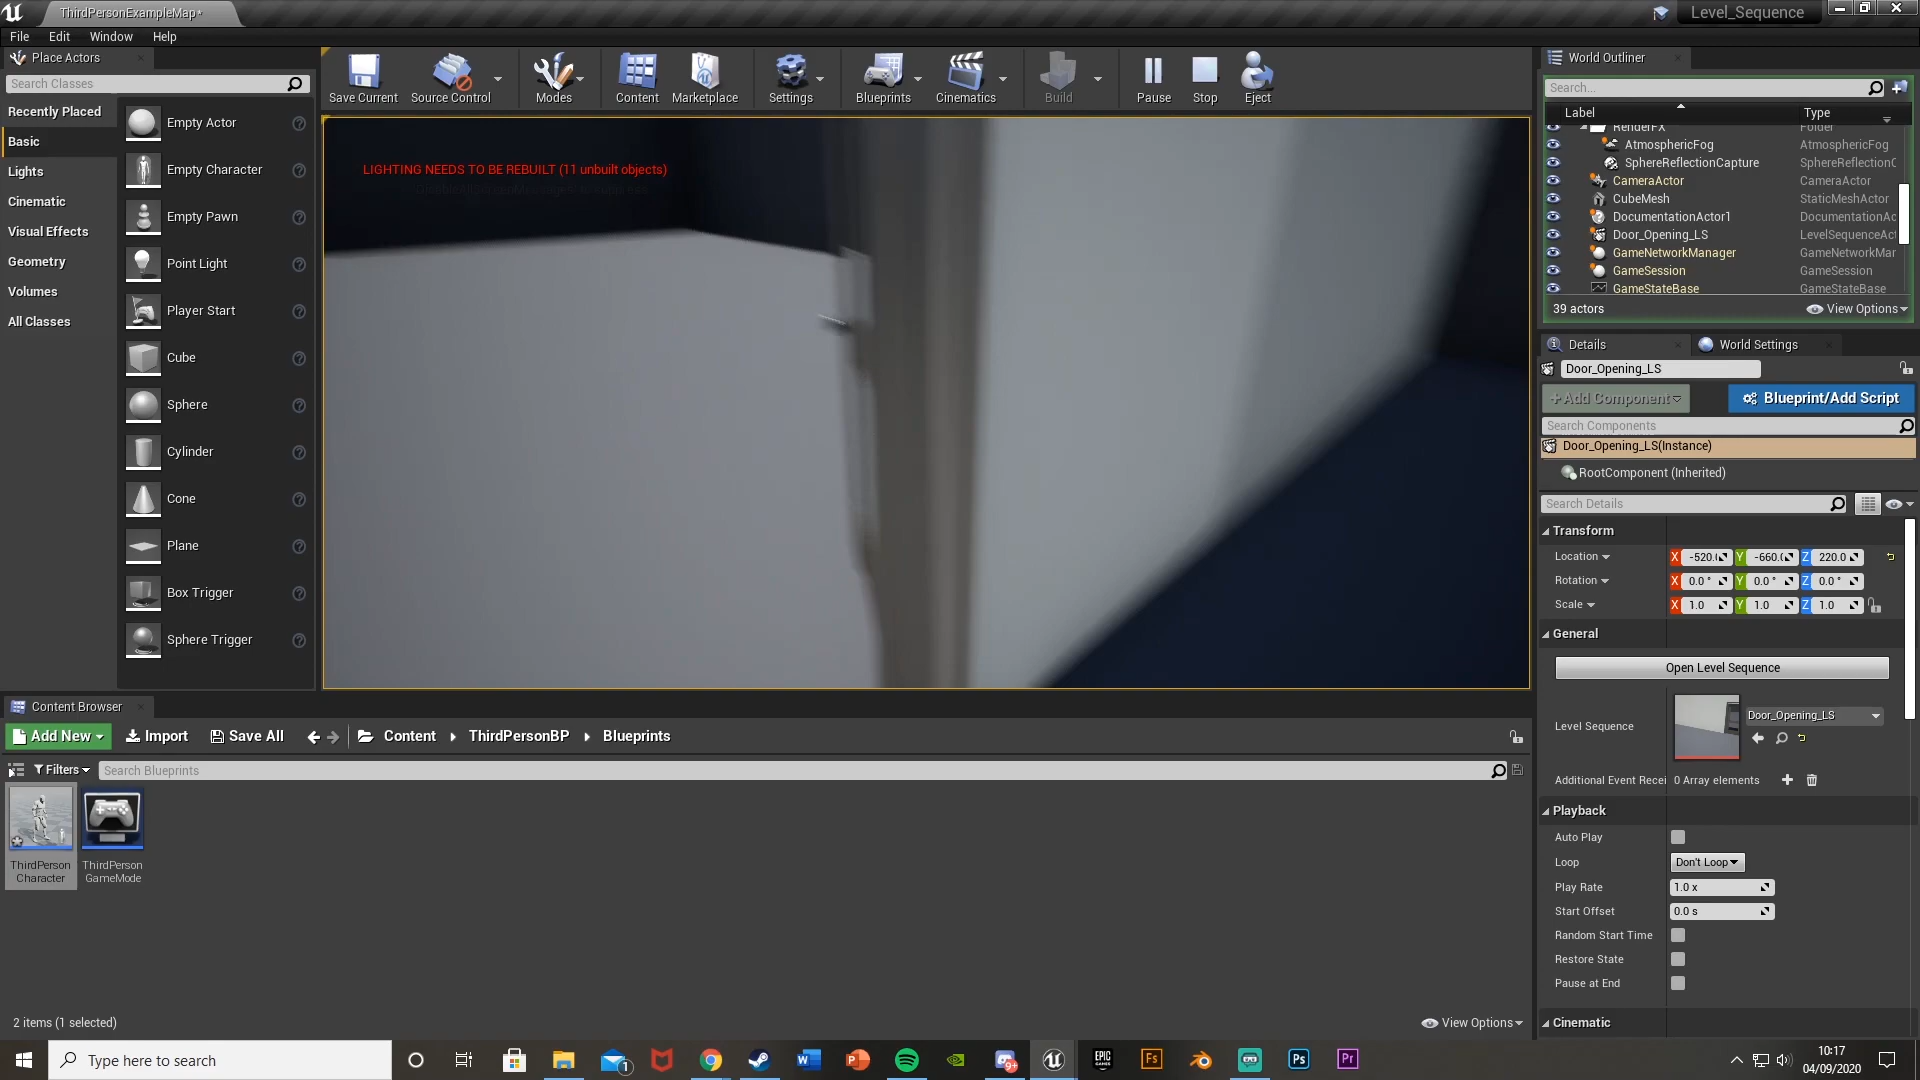 ThirdPersonExampleMap*
Level_Sequence
File Edit Window Help
Place Actors
Search Classes
Recently Placed
Basic
Lights
Cinematic
Visual Effects
Geometry
Volumes
All Classes
Empty Actor
Empty Character
Empty Pawn
Point Light
Player Start
Cube
Sphere
Cylinder
Cone
Plane
Box Trigger
Sphere Trigger
Save Current
Source Control
Modes
Content
Marketplace
Settings
Blueprints
Cinematics
Build
Pause
Stop
Eject
LIGHTING NEEDS TO BE REBUILT (11 unbuilt objects)
World Outliner
Search...
Label Type
RenderFX Folder
AtmosphericFog AtmosphericFog
SphereReflectionCapture SphereReflectionC
CameraActor CameraActor
CubeMesh StaticMeshActor
DocumentationActor1 DocumentationAc
Door_Opening_LS LevelSequenceAct
GameNetworkManager GameNetworkMar
GameSession GameSession
GameStateBase GameStateBase
39 actors
View Options
Details
World Settings
Door_Opening_LS
+Add Component
Blueprint/Add Script
Search Components
Door_Opening_LS(Instance)
RootComponent (Inherited)
Search Details
Transform
Location X -520.( Y -660.( Z 220.0
Rotation X 0.0 ° Y 0.0 ° Z 0.0 °
Scale X 1.0 Y 1.0 Z 1.0
General
Open Level Sequence
Level Sequence
Door_Opening_LS
Additional Event Recei 0 Array elements
Playback
Auto Play
Loop Don't Loop
Play Rate 1.0 x
Start Offset 0.0 s
Random Start Time
Restore State
Pause at End
Cinematic
Content Browser
Add New Import Save All Content ThirdPersonBP Blueprints
Filters
Search Blueprints
ThirdPerson
Character
ThirdPerson
GameMode
2 items (1 selected)
View Options
Type here to search
1
W
P
9+
EPIC
GAMES
Fs
Ps
Pr
10:17
04/09/2020